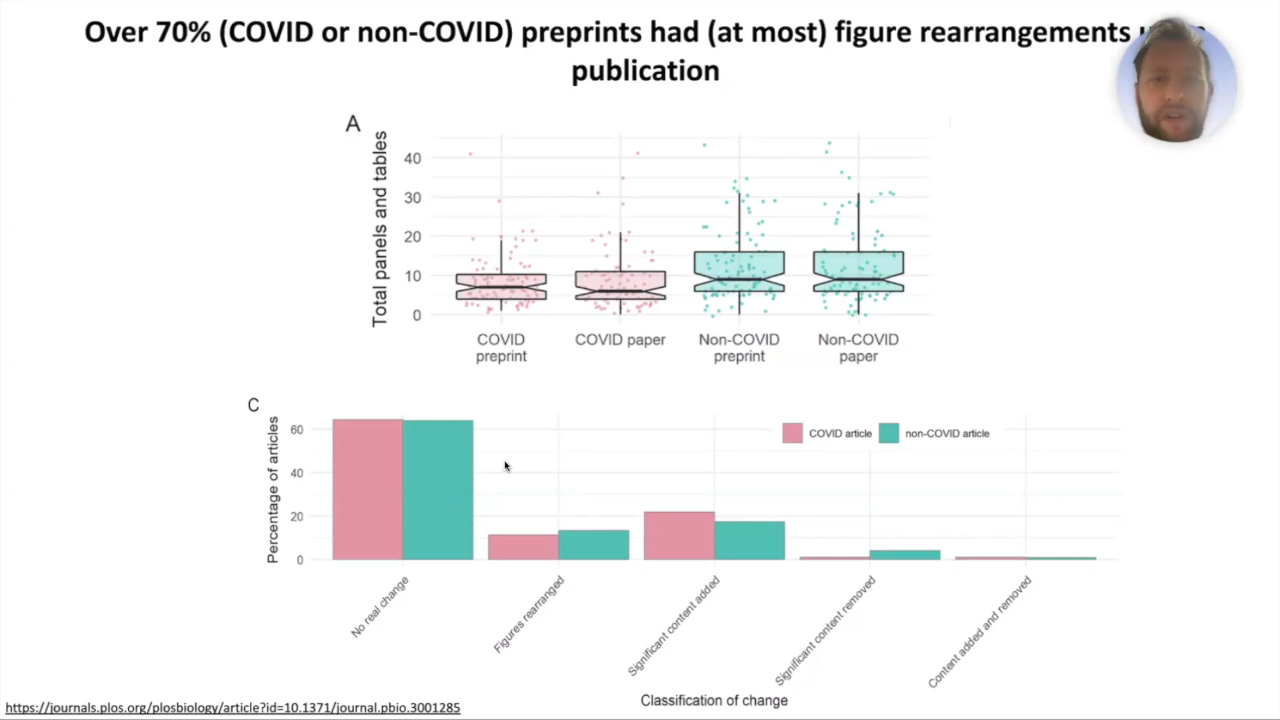 Over 70% (COVID or non-COVID) preprints had (at most) figure rearrangements
publication
A
Total panels and tables
40
30
20
10
0
COVID
preprint
COVID paper
Non-COVID
preprint
Non-COVID
paper
C
Percentage of articles
60
40
20
0
COVID article
non-COVID article
No real change
Figures rearranged
Significant content added
Significant content removed
Content added and removed
Classification of change
https://journals.plos.org/plosbiology/article?id=10.1371/journal.pbio.3001285